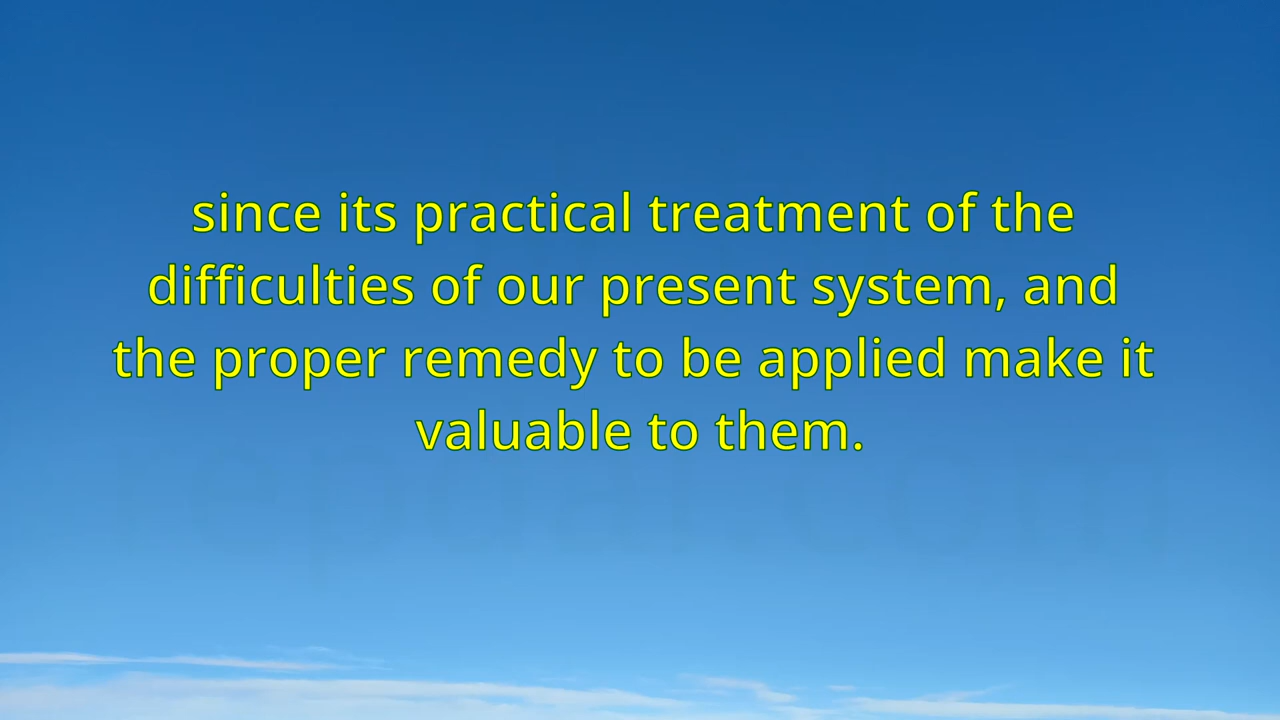 since its practical treatment of the
difficulties of our present system, and
the proper remedy to be applied make it
valuable to them.